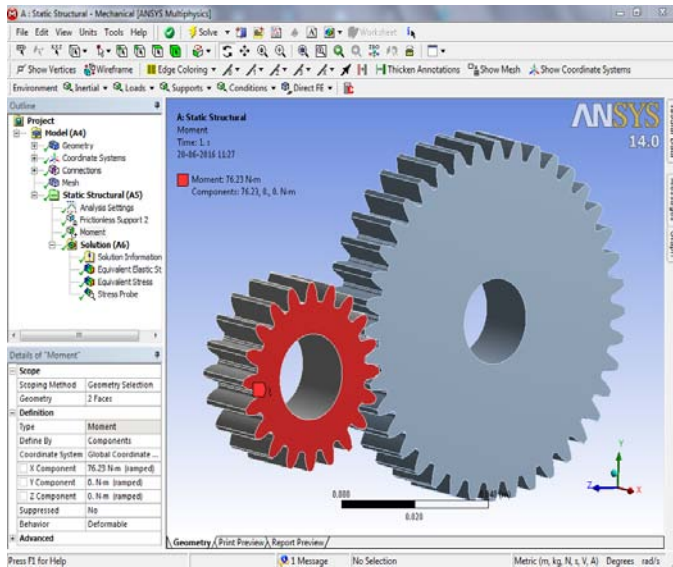 A : Static Structural - Mechanical [ANSYS Multiphysics]
File Edit View Units Tools Help Solve Worksheet
Show Vertices Wireframe Edge Coloring Thicken Annotations Show Mesh Show Coordinate Systems
Environment Inertial Loads Supports Conditions Direct FE
Outline
Project
Model (A4)
Geometry
Coordinate Systems
Connections
Mesh
Static Structural (A5)
Analysis Settings
Frictionless Support 2
Moment
Solution (A6)
Solution Information
Equivalent Elastic St
Equivalent Stress
Stress Probe
Details of "Moment"
Scope
Scoping Method Geometry Selection
Geometry 2 Faces
Definition
Type Moment
Define By Components
Coordinate System Global Coordinate ...
X Component 76.23 N·m (ramped)
Y Component 0. N·m (ramped)
Z Component 0. N·m (ramped)
Suppressed No
Behavior Deformable
Advanced
A: Static Structural
Moment
Time: 1. s
20-06-2016 11:27
Moment: 76.23 N·m
Components: 76.23, 0., 0. N·m
ANSYS
14.0
0.000
0.020
Y
Z
X
Geometry Print Preview Report Preview
Press F1 for Help 1 Message No Selection Metric (m, kg, N, s, V, A) Degrees rad/s